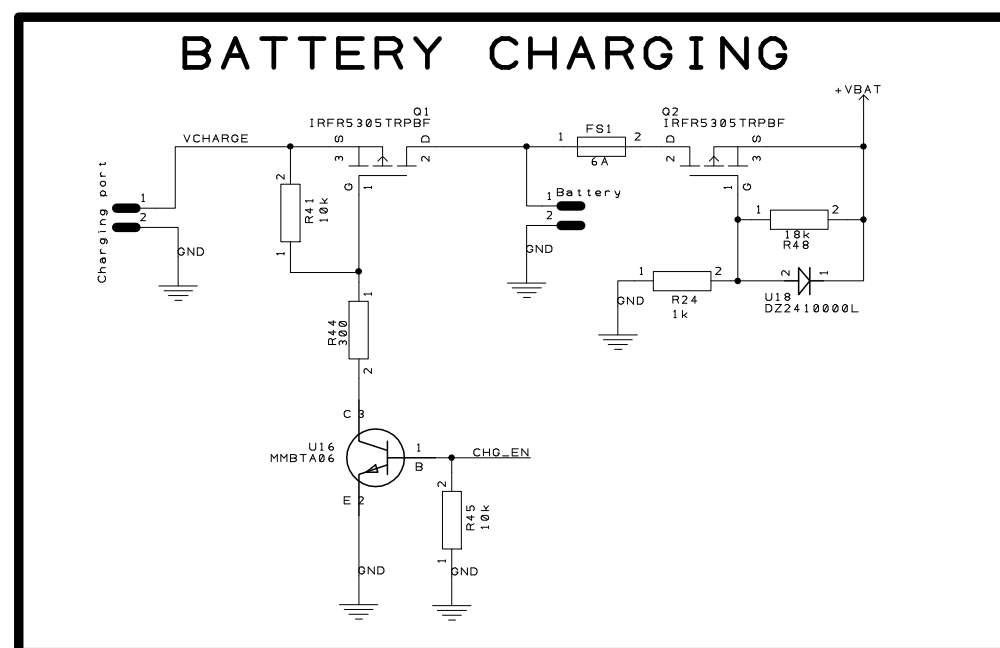 BATTERY CHARGING
+VBAT
Q1
IRFR5305TRPBF
VCHARGE
S
3
D
2
G
1
Q2
IRFR5305TRPBF
FS1
1
2
6A
D
2
S
3
1
G
Charging port
1
2
GND
2
R41
10k
1
Battery
1
2
GND
1
2
18k
R48
1
2
R24
1k
GND
2
1
U18
DZ2410000L
1
R44
300
2
C 3
U16
MMBTA06
1
B
CHG_EN
E 2
2
R45
10k
1
GND
GND